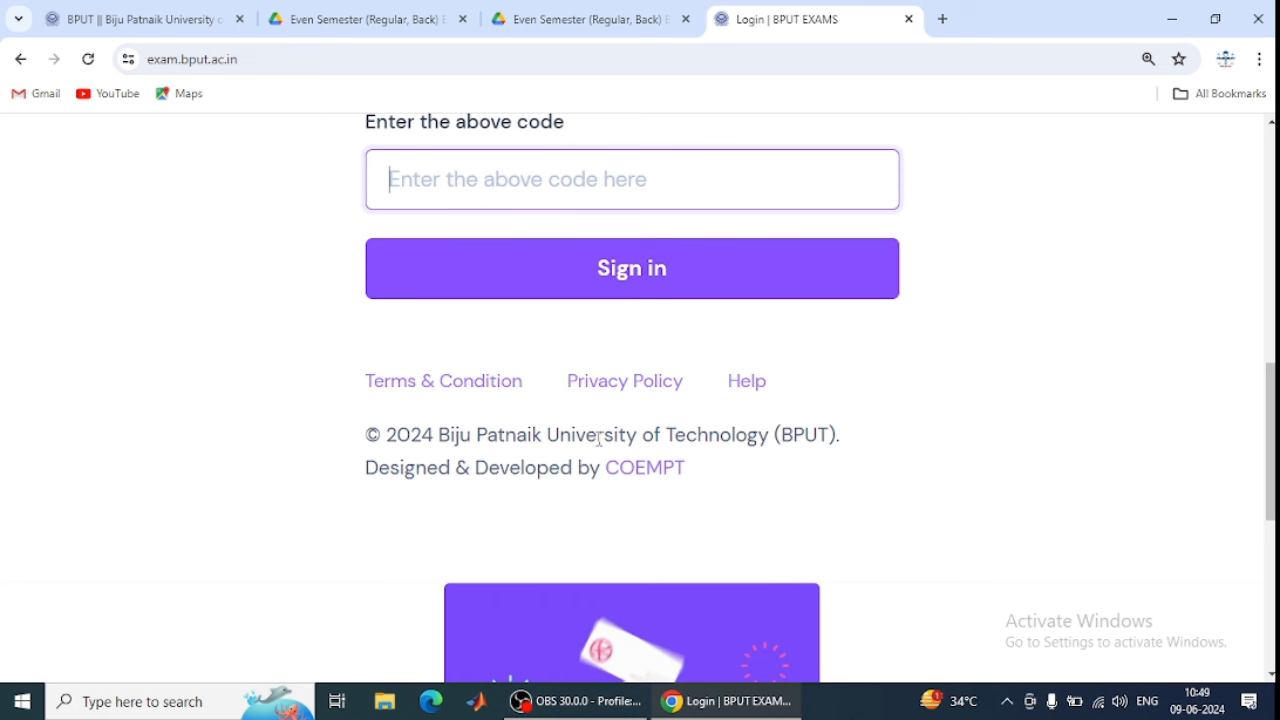 BPUT || Biju Patnaik University o
Even Semester (Regular, Back) E
Even Semester (Regular, Back) E
Login | BPUT EXAMS
exam.bput.ac.in
Gmail
YouTube
Maps
All Bookmarks
Enter the above code
Enter the above code here
Sign in
Terms & Condition
Privacy Policy
Help
© 2024 Biju Patnaik University of Technology (BPUT).
Designed & Developed by COEMPT
Activate Windows
Go to Settings to activate Windows.
Type here to search
OBS 30.0.0 - Profile:...
Login | BPUT EXAM...
34°C
ENG
10:49
09-06-2024